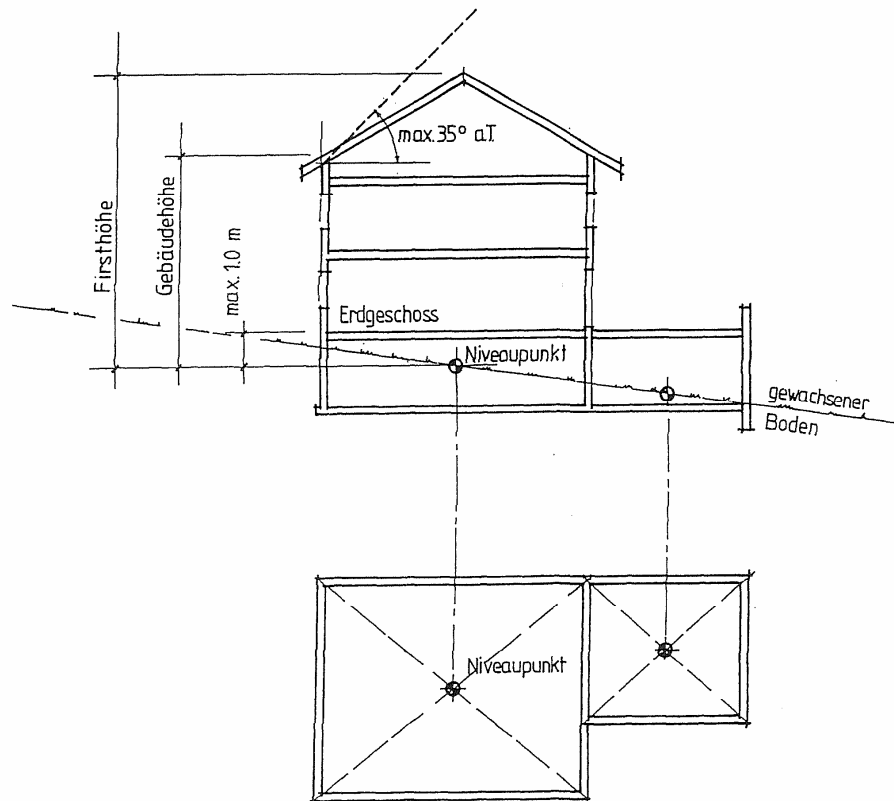 max. 35° a.T.
Firsthöhe
Gebäudehöhe
max. 1.0 m
Erdgeschoss
Niveaupunkt
gewachsener
Boden
Niveaupunkt